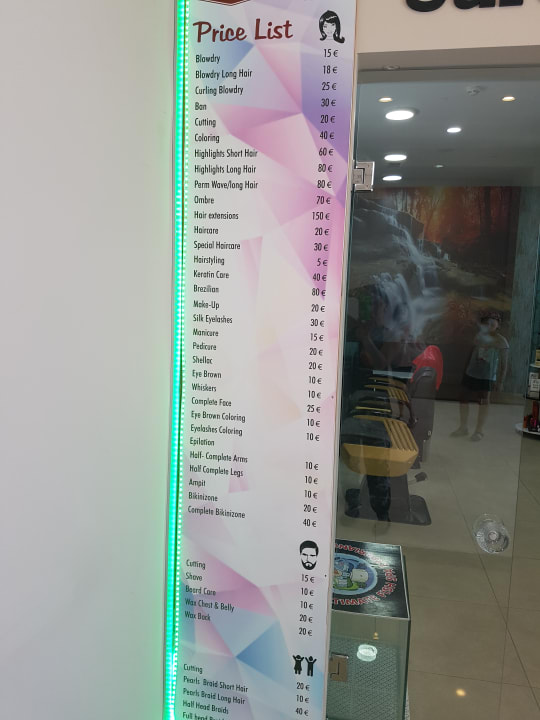 Price List
Blowdry 15 €
Blowdry Long Hair 18 €
Curling Blowdry 25 €
Ban 30 €
Cutting 20 €
Coloring 40 €
Highlights Short Hair 60 €
Highlights Long Hair 80 €
Perm Wave/long Hair 80 €
Ombre 70 €
Hair extensions 150 €
Haircare 20 €
Special Haircare 30 €
Hairstyling 5 €
Keratin Care 40 €
Brezilian 80 €
Make-Up 20 €
Silk Eyelashes 30 €
Manicure 15 €
Pedicure 20 €
Shellac 20 €
Eye Brown 10 €
Whiskers 10 €
Complete Face 25 €
Eye Brown Coloring 10 €
Eyelashes Coloring 10 €
Epilation
Half- Complete Arms 10 €
Half Complete Legs 10 €
Ampit 10 €
Bikinizone 20 €
Complete Bikinizone 40 €
Cutting 15 €
Shave 10 €
Beard Care 10 €
Wax Chest & Belly 20 €
Wax Back 20 €
Cutting 20 €
Pearls Braid Short Hair 10 €
Pearls Braid Long Hair 40 €
Half Head Braids